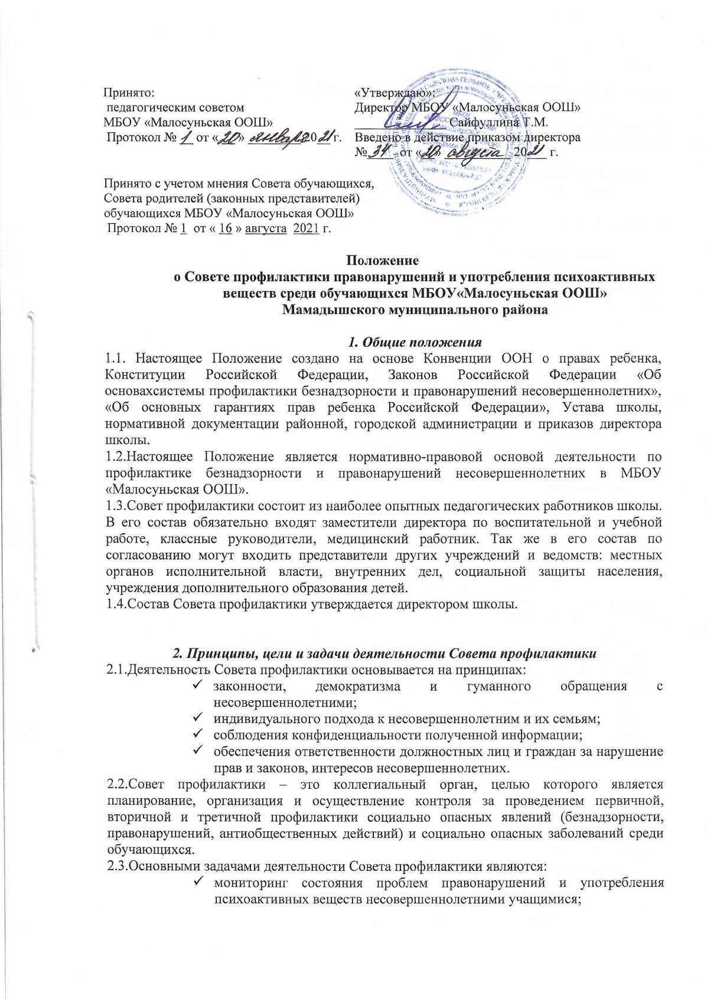 Принято:
педагогическим советом
МБОУ «Малосуньская ООШ»
Протокол № 1 от «20» января 2021 г.
«Утверждаю»:
Директор МБОУ «Малосуньская ООШ»
Сайфуллина Т.М.
Введено в действие приказом директора
№ 34 от «20» августа 2021 г.
Принято с учетом мнения Совета обучающихся,
Совета родителей (законных представителей)
обучающихся МБОУ «Малосуньская ООШ»
Протокол № 1 от « 16 » августа 2021 г.
Положение
о Совете профилактики правонарушений и употребления психоактивных
веществ среди обучающихся МБОУ«Малосуньская ООШ»
Мамадышского муниципального района
1. Общие положения
1.1. Настоящее Положение создано на основе Конвенции ООН о правах ребенка,
Конституции Российской Федерации, Законов Российской Федерации «Об
основахсистемы профилактики безнадзорности и правонарушений несовершеннолетних»,
«Об основных гарантиях прав ребенка Российской Федерации», Устава школы,
нормативной документации районной, городской администрации и приказов директора
школы.
1.2.Настоящее Положение является нормативно-правовой основой деятельности по
профилактике безнадзорности и правонарушений несовершеннолетних в МБОУ
«Малосуньская ООШ».
1.3.Совет профилактики состоит из наиболее опытных педагогических работников школы.
В его состав обязательно входят заместители директора по воспитательной и учебной
работе, классные руководители, медицинский работник. Так же в его состав по
согласованию могут входить представители других учреждений и ведомств: местных
органов исполнительной власти, внутренних дел, социальной защиты населения,
учреждения дополнительного образования детей.
1.4.Состав Совета профилактики утверждается директором школы.
2. Принципы, цели и задачи деятельности Совета профилактики
2.1.Деятельность Совета профилактики основывается на принципах:
✓ законности, демократизма и гуманного обращения с
несовершеннолетними;
✓ индивидуального подхода к несовершеннолетним и их семьям;
✓ соблюдения конфиденциальности полученной информации;
✓ обеспечения ответственности должностных лиц и граждан за нарушение
прав и законов, интересов несовершеннолетних.
2.2.Совет профилактики – это коллегиальный орган, целью которого является
планирование, организация и осуществление контроля за проведением первичной,
вторичной и третичной профилактики социально опасных явлений (безнадзорности,
правонарушений, антиобщественных действий) и социально опасных заболеваний среди
обучающихся.
2.3.Основными задачами деятельности Совета профилактики являются:
✓ мониторинг состояния проблем правонарушений и употребления
психоактивных веществ несовершеннолетними учащимися;